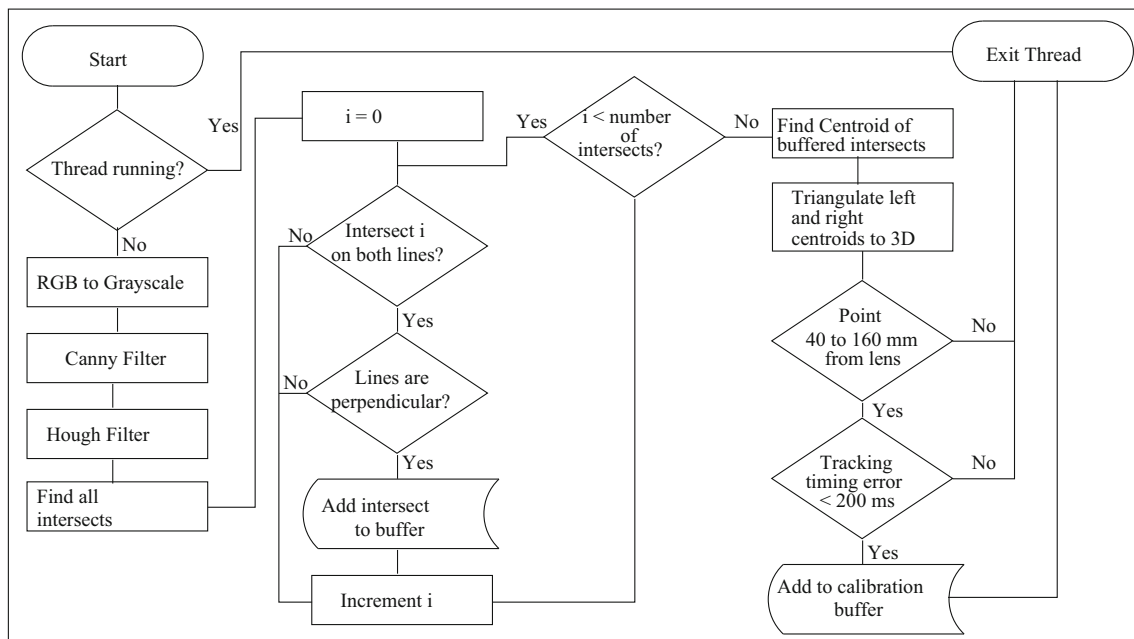 Start
Thread running?
Yes
No
RGB to Grayscale
Canny Filter
Hough Filter
Find all
intersects
i = 0
Intersect i
on both lines?
No
Yes
Lines are
perpendicular?
No
Yes
Add intersect
to buffer
Increment i
i < number
of
intersects?
Yes
No
Find Centroid of
buffered intersects
Triangulate left
and right
centroids to 3D
Point
40 to 160 mm
from lens
No
Yes
Tracking
timing error
< 200 ms
No
Yes
Add to calibration
buffer
Exit Thread